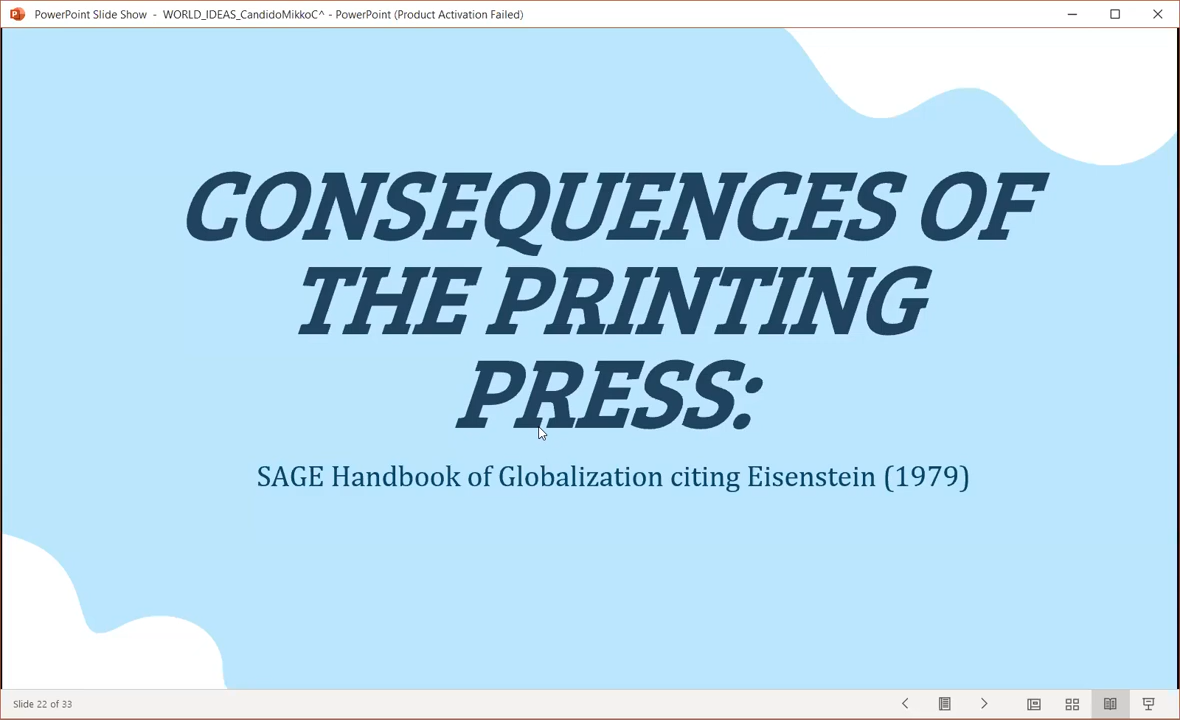 PowerPoint Slide Show - WORLD_IDEAS_CandidoMikkoC^ - PowerPoint (Product Activation Failed)
CONSEQUENCES OF
THE PRINTING
PRESS:
SAGE Handbook of Globalization citing Eisenstein (1979)
Slide 22 of 33